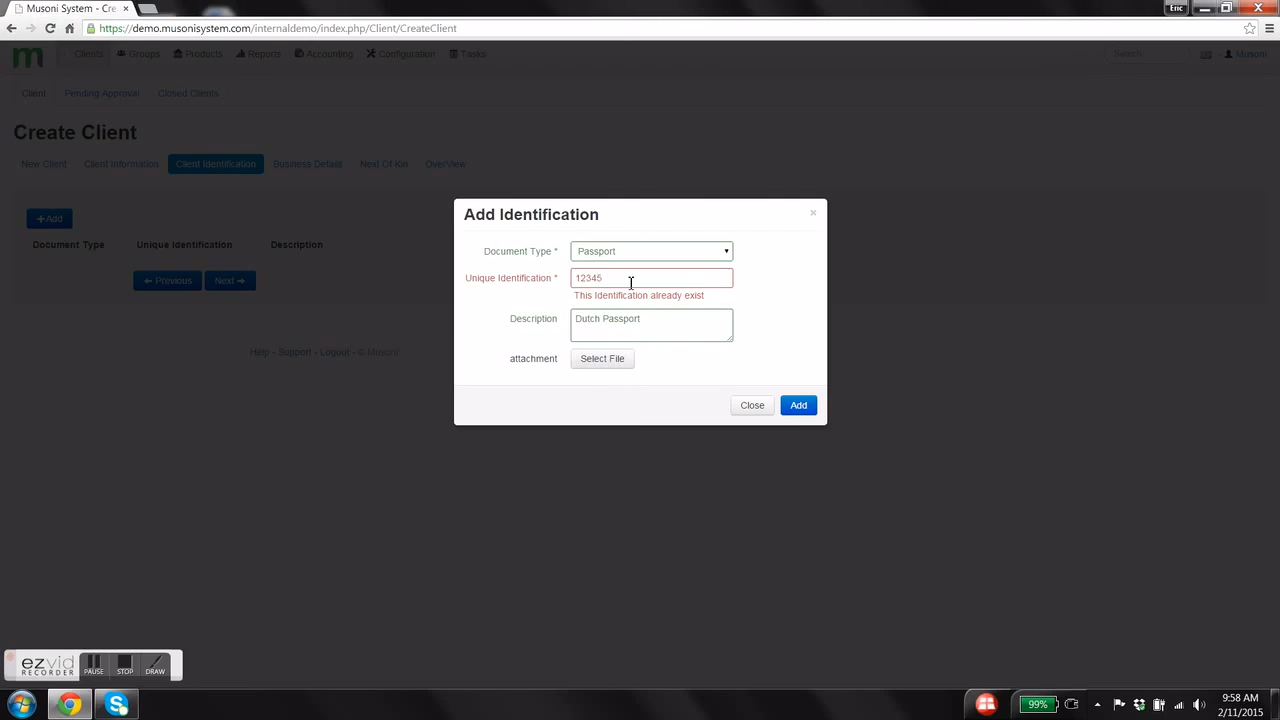 Musoni System - Cre
Eric
https://demo.musonisystem.com/internaldemo/index.php/Client/CreateClient
m Clients Groups Products Reports Accounting Configuration Tasks Search Musoni
Client Pending Approval Closed Clients
Create Client
New Client Client Information Client Identification Business Details Next Of Kin OverView
+Add
Document Type Unique identification Description
← Previous Next →
Help - Support - Logout - © Musoni
Add Identification ×
Document Type * Passport
Unique Identification * 12345
This Identification already exist
Description Dutch Passport
attachment Select File
Close Add
ezvid
RECORDER
PAUSE STOP DRAW
99%
9:58 AM
2/11/2015